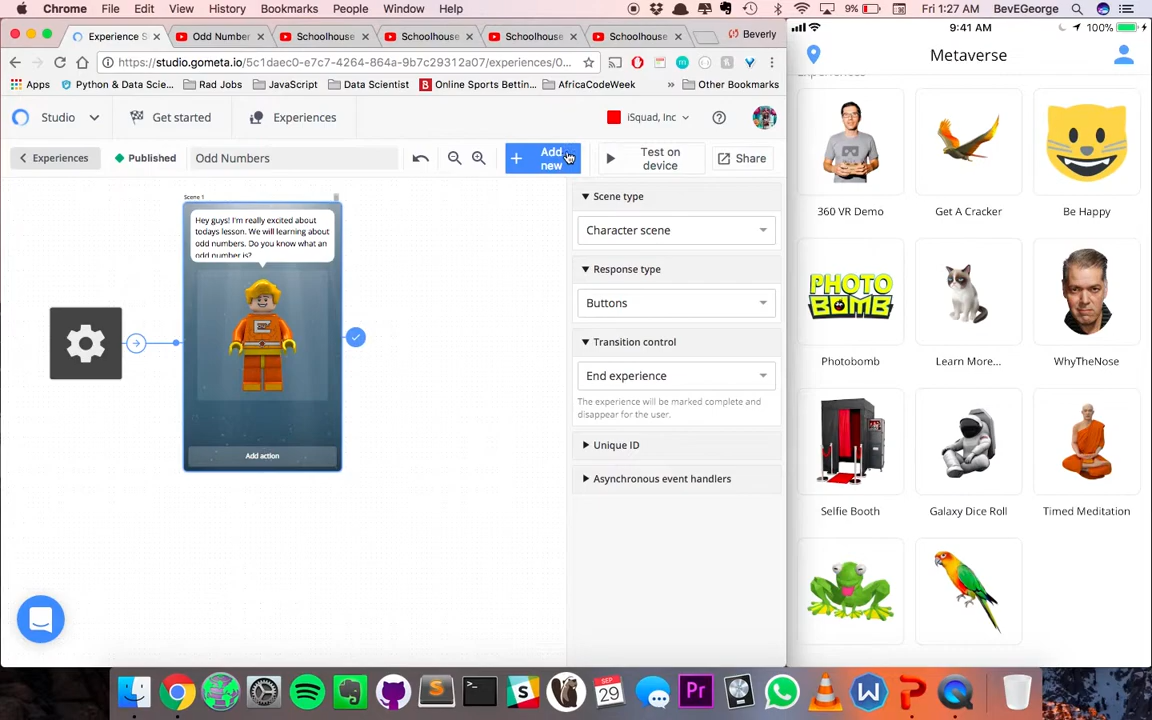 Chrome File Edit View History Bookmarks People Window Help 9% Fri 1:27 AM BevEGeorge
Experience S Odd Number Schoolhouse Schoolhouse Schoolhouse Schoolhouse Beverly
https://studio.gometa.io/5c1daec0-e7c7-4264-864a-9b7c29312a07/experiences/0...
Apps Python & Data Scie... Rad Jobs JavaScript Data Scientist Online Sports Bettin... AfricaCodeWeek » Other Bookmarks
Studio Get started Experiences iSquad, Inc
Experiences Published Odd Numbers Add new Test on device Share
Scene 1
Hey guys! I'm really excited about
todays lesson. We will learning about
odd numbers. Do you know what an
odd number is?
Add action
Scene type
Character scene
Response type
Buttons
Transition control
End experience
The experience will be marked complete and
disappear for the user.
Unique ID
Asynchronous event handlers
9:41 AM 100%
Metaverse
Experiences
360 VR Demo Get A Cracker Be Happy
PHOTO
BOMB
Photobomb Learn More... WhyTheNose
Selfie Booth Galaxy Dice Roll Timed Meditation
SEP
29
Pr